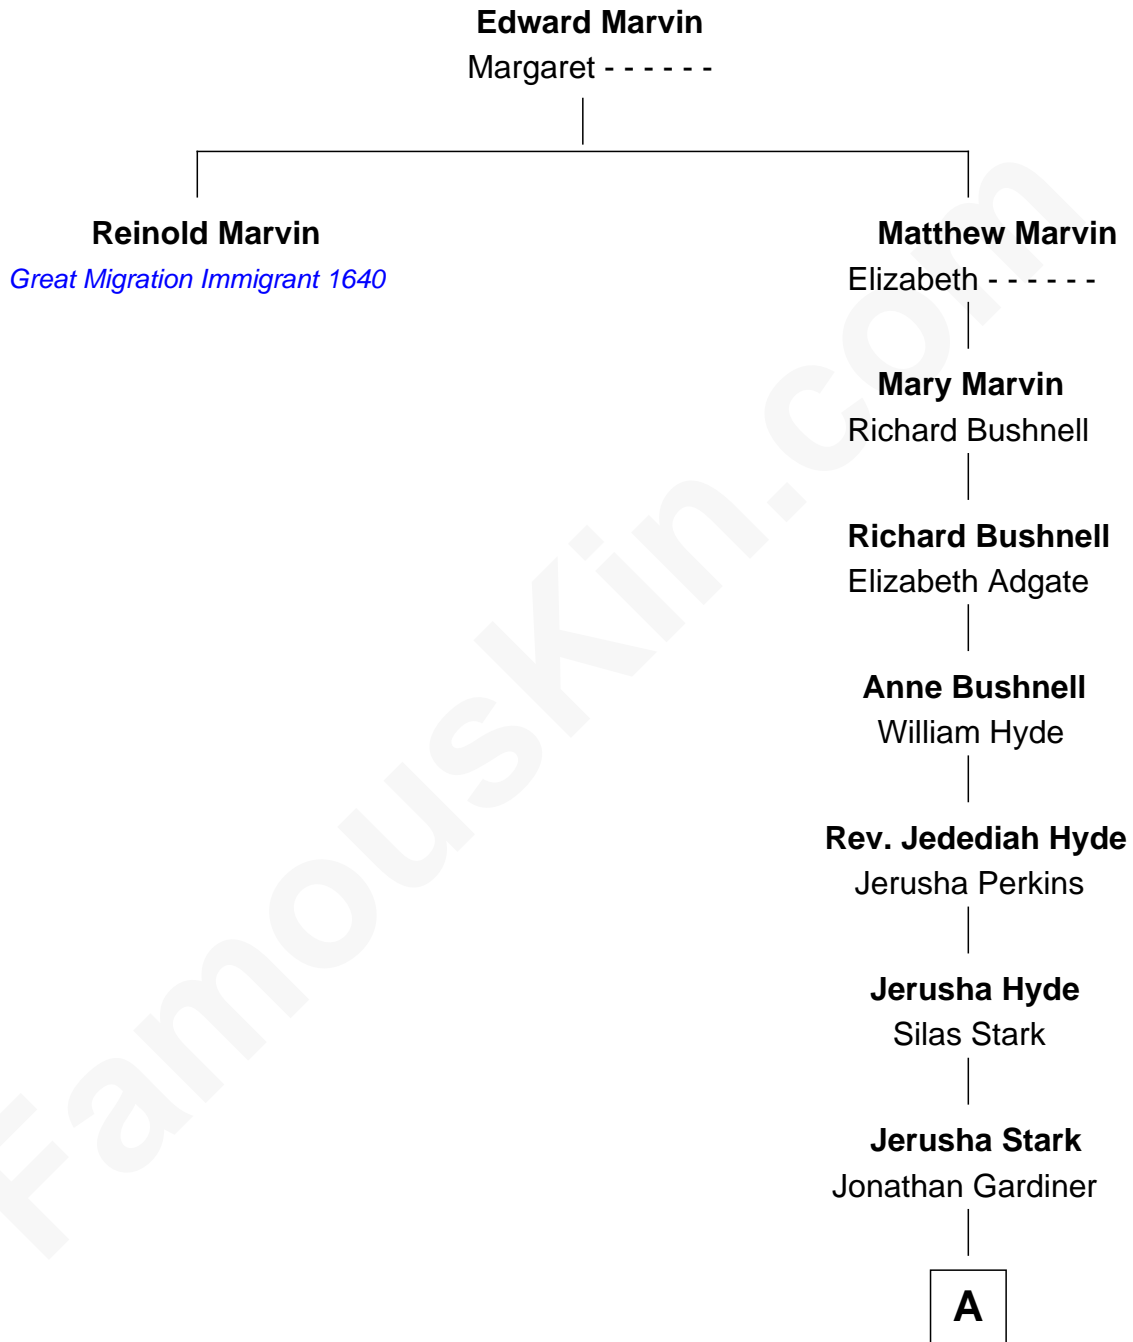 Edward Marvin
Margaret - - - - - -
Reinold Marvin
Great Migration Immigrant 1640
Matthew Marvin
Elizabeth - - - - - -
Mary Marvin
Richard Bushnell
Richard Bushnell
Elizabeth Adgate
Anne Bushnell
William Hyde
Rev. Jedediah Hyde
Jerusha Perkins
Jerusha Hyde
Silas Stark
Jerusha Stark
Jonathan Gardiner
A
FamousKin.com